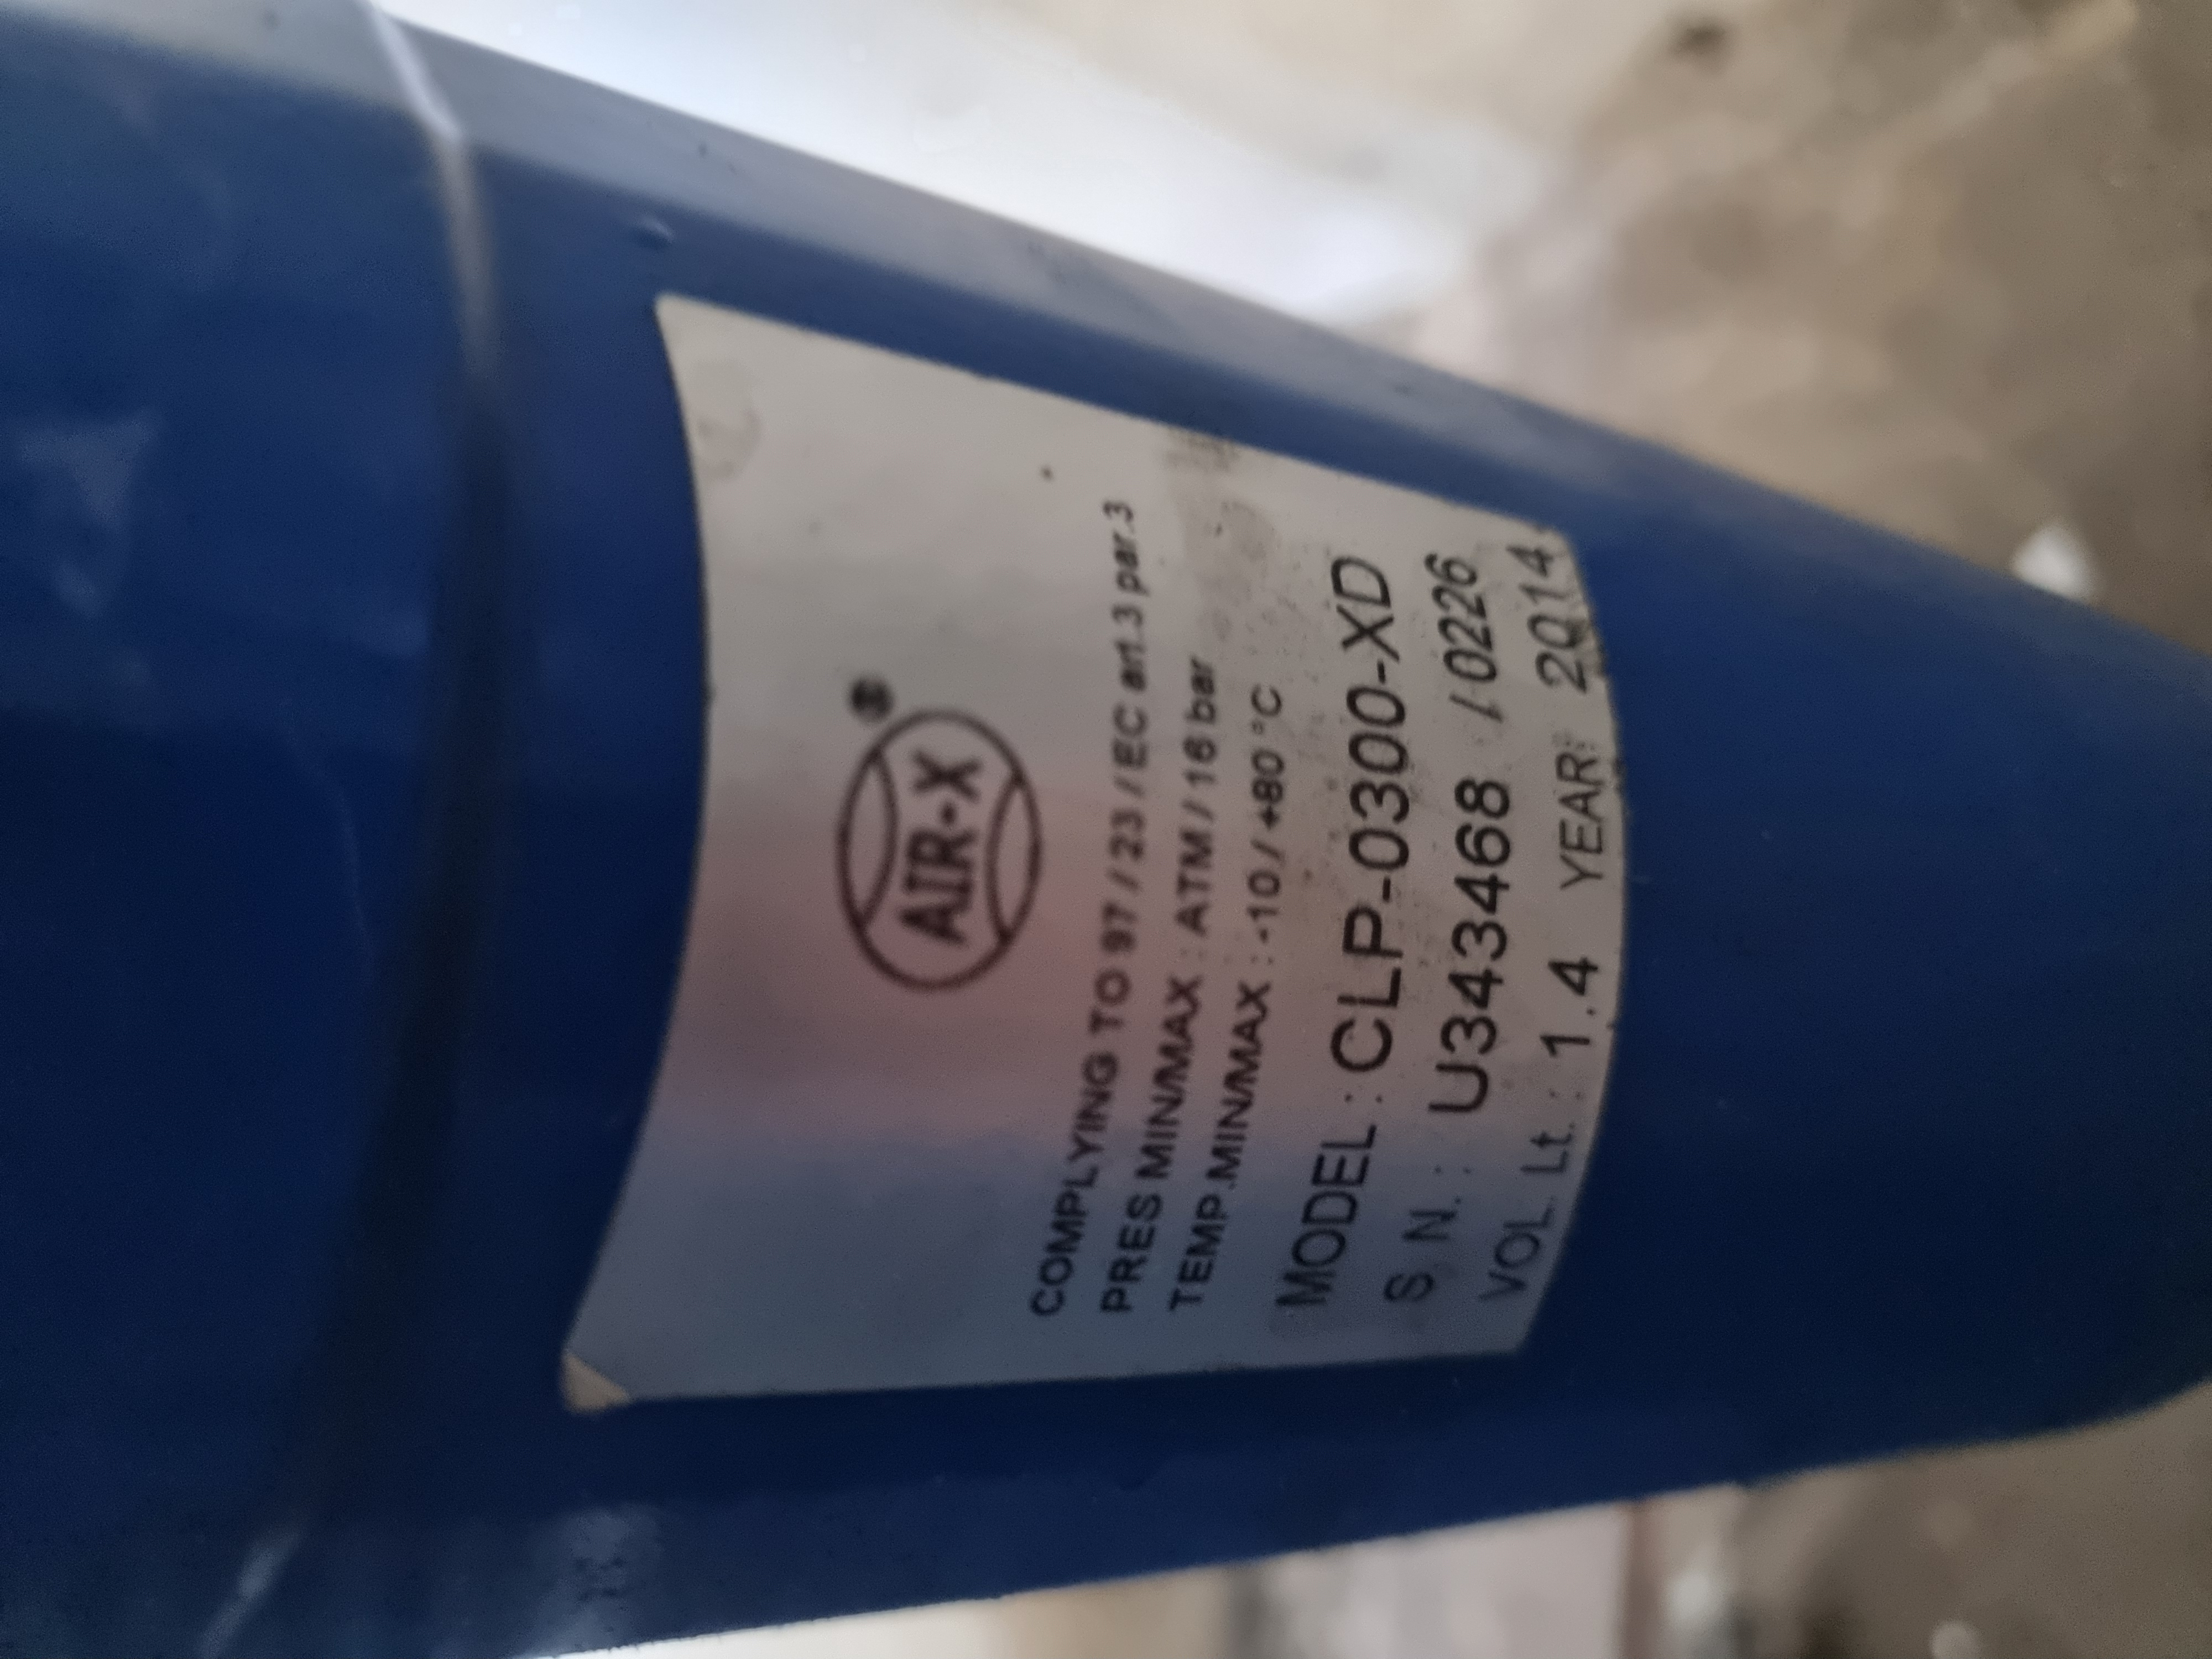 AIR-X
COMPLYING TO 97 / 23 / EC art.3 par.3
PRES MIN/MAX : ATM / 16 bar
TEMP.MIN/MAX : -10 / +80 °C
MODEL : CLP-0300-XD
S N. : U343468 / 0226
VOL. Lt. : 1.4 YEAR: 2014